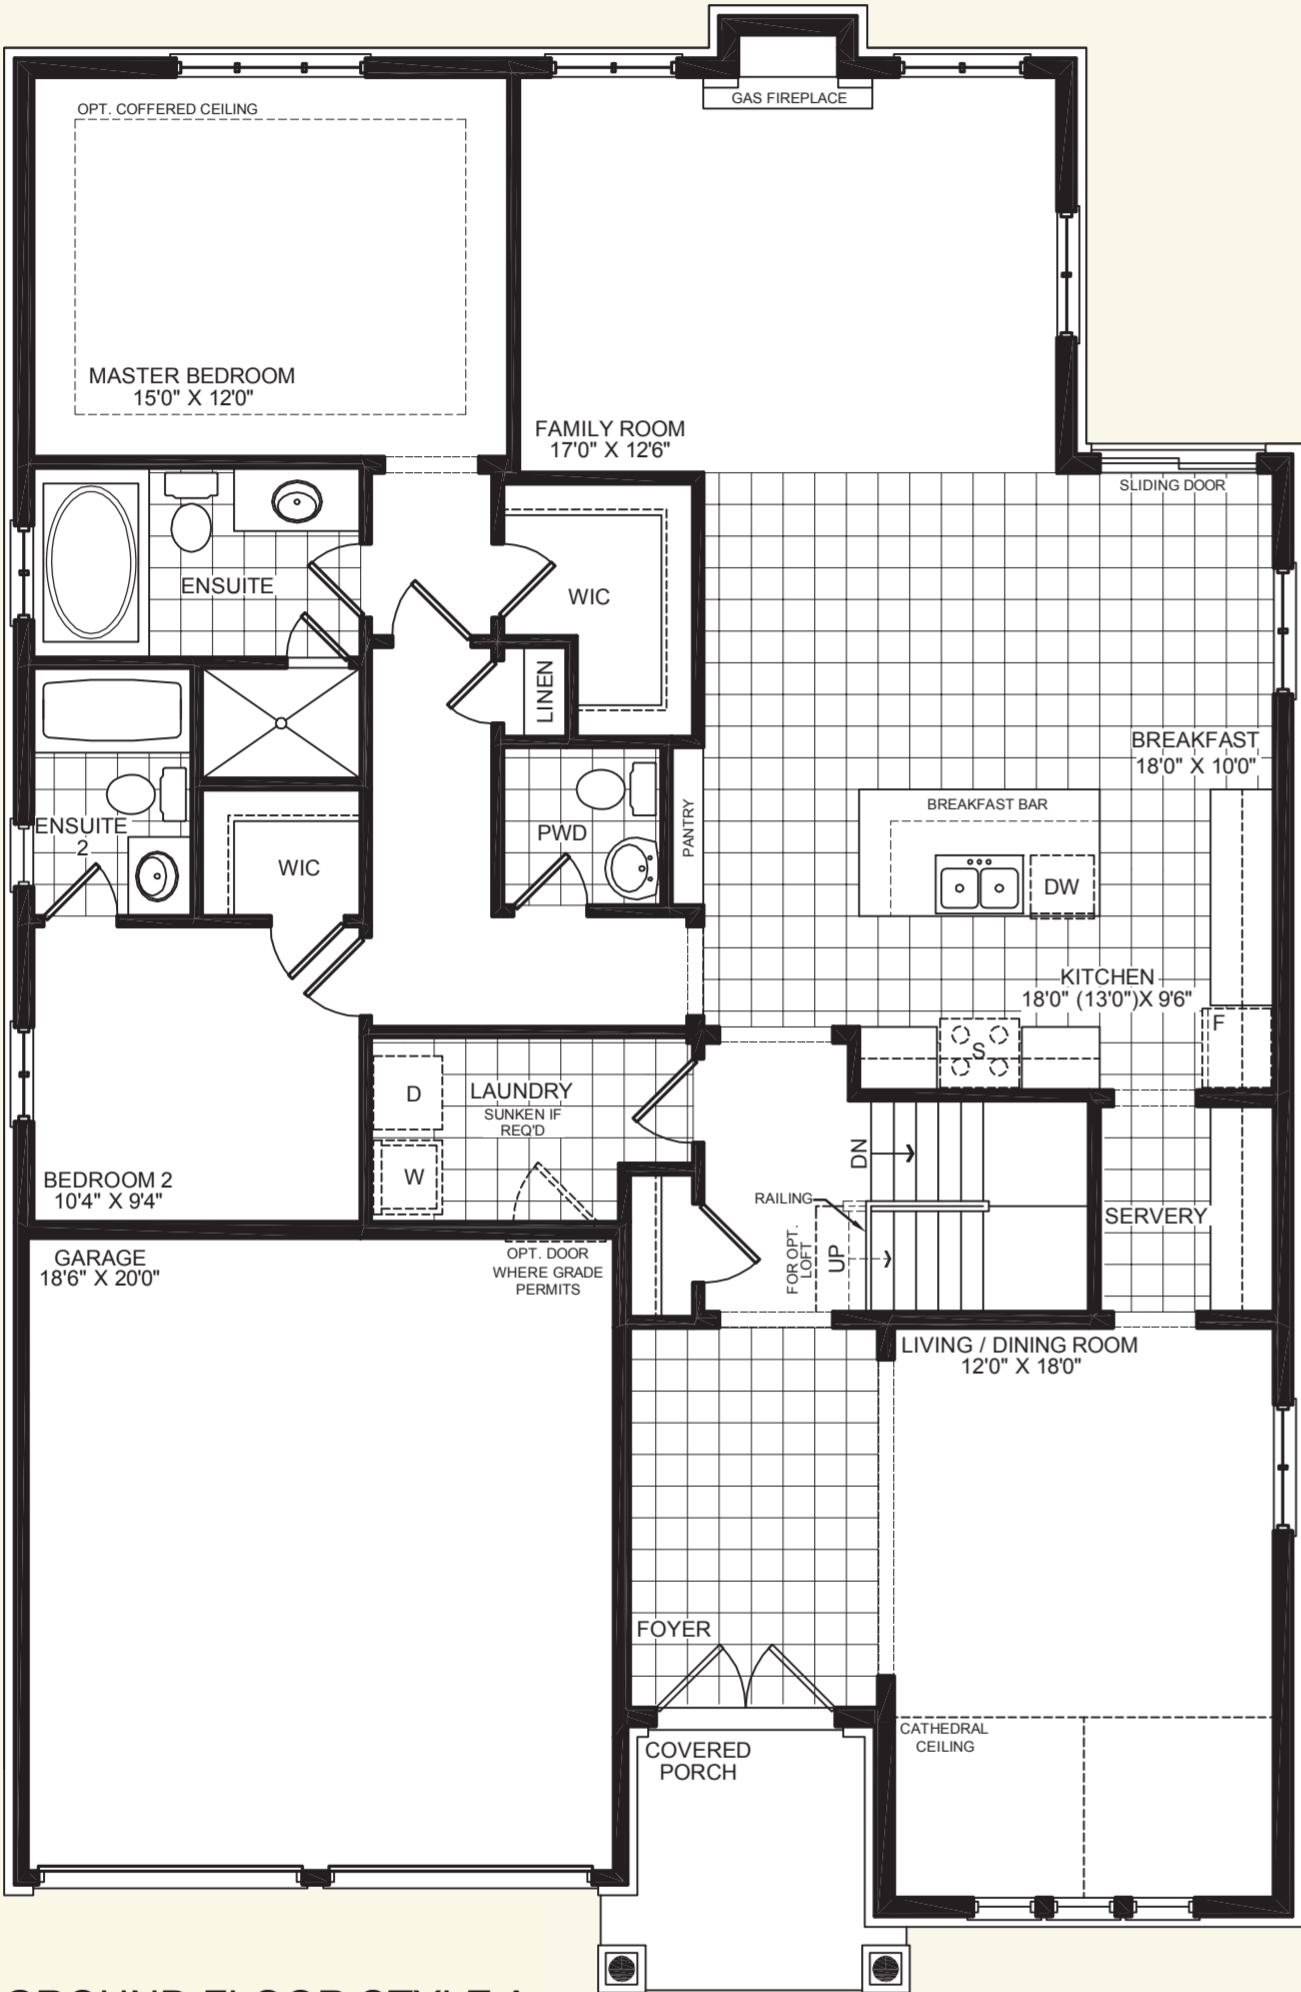 GAS FIREPLACE
OPT. COFFERED CEILING
MASTER BEDROOM
15'0" X 12'0"
FAMILY ROOM
17'0" X 12'6"
SLIDING DOOR
ENSUITE
WIC
LINEN
BREAKFAST
18'0" X 10'0"
BREAKFAST BAR
ENSUITE
2
PWD
PANTRY
WIC
DW
KITCHEN
18'0" (13'0")X 9'6"
F
S
D
LAUNDRY
SUNKEN IF
REQ'D
W
DN
BEDROOM 2
10'4" X 9'4"
RAILING
SERVERY
FOR OPT.
LOFT
UP
GARAGE
18'6" X 20'0"
OPT. DOOR
WHERE GRADE
PERMITS
LIVING / DINING ROOM
12'0" X 18'0"
FOYER
CATHEDRAL
CEILING
COVERED
PORCH
GROUND FLOOR STYLE A